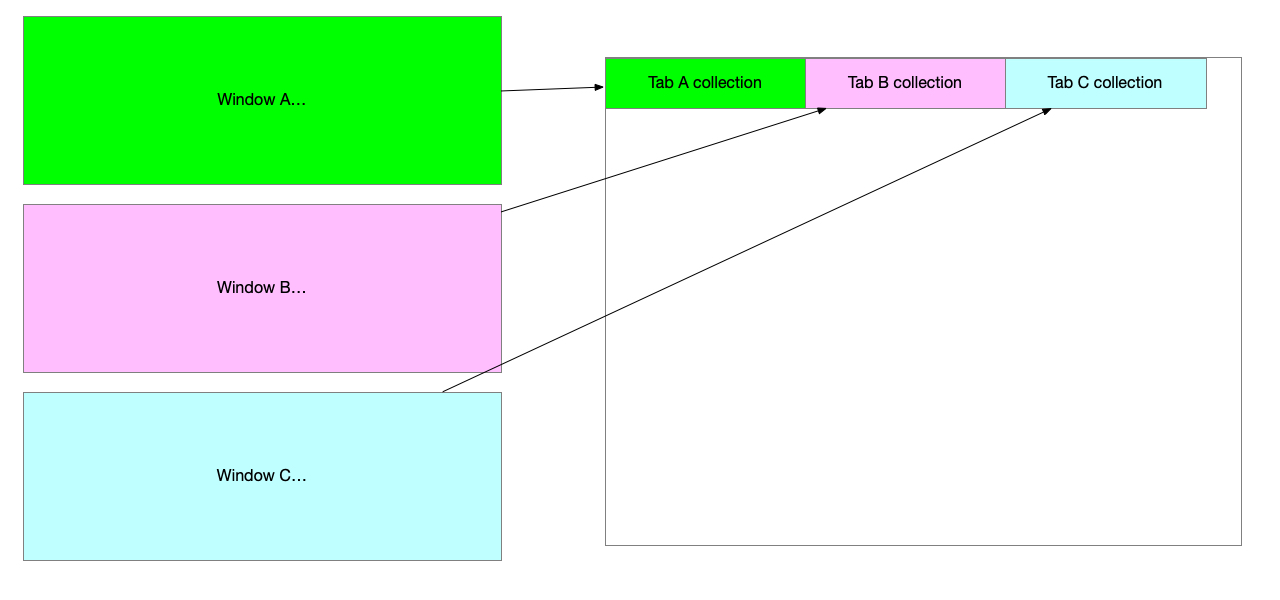 Window A...
Tab A collection
Tab B collection
Tab C collection
Window B...
Window C...